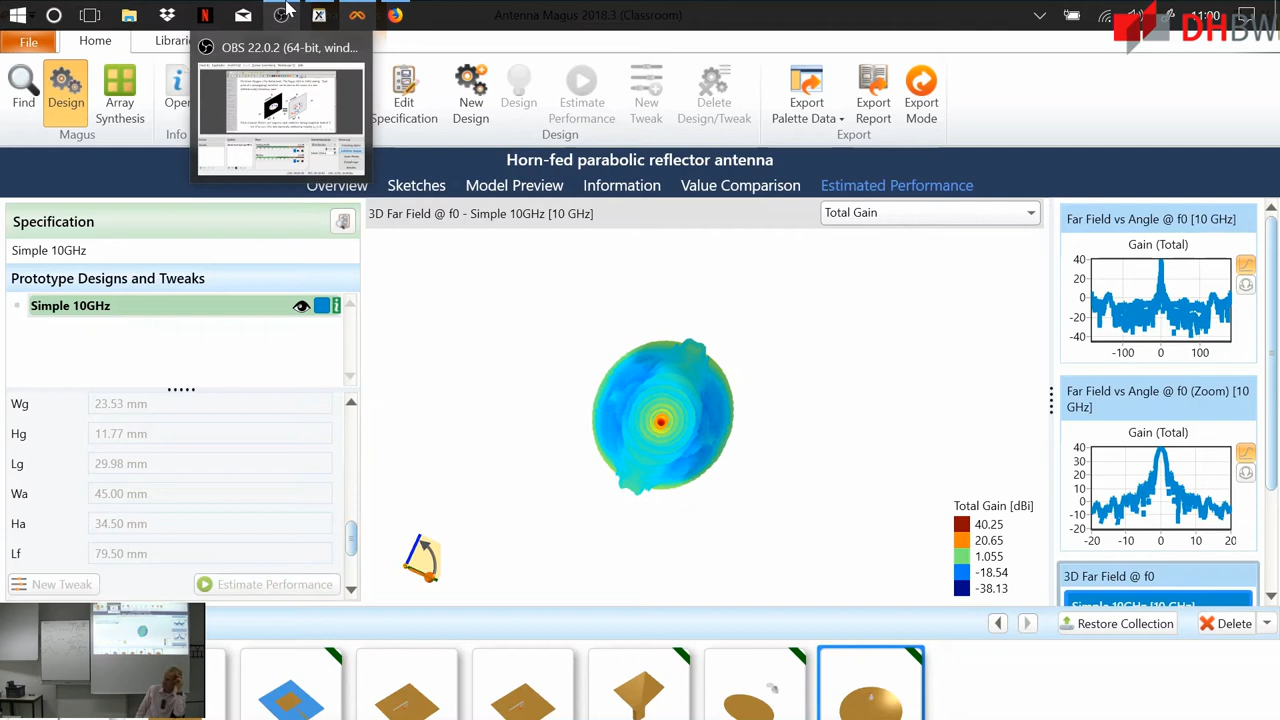 Antenna Magus 2018.3 (Classroom)
11:00
DHBW
File
Home
Librari
OBS 22.0.2 (64-bit, wind...
Find
Design
Array
Synthesis
Open
Edit
Specification
New
Design
Design
Estimate
Performance
New
Tweak
Delete
Design/Tweak
Export
Palette Data
Export
Report
Export
Mode
Magus
Info
Design
Export
Horn-fed parabolic reflector antenna
Overview
Sketches
Model Preview
Information
Value Comparison
Estimated Performance
Specification
Simple 10GHz
Prototype Designs and Tweaks
Simple 10GHz
Wg 23.53 mm
Hg 11.77 mm
Lg 29.98 mm
Wa 45.00 mm
Ha 34.50 mm
Lf 79.50 mm
New Tweak
Estimate Performance
3D Far Field @ f0 - Simple 10GHz [10 GHz]
Total Gain
Total Gain [dBi]
40.25
20.65
1.055
-18.54
-38.13
Far Field vs Angle @ f0 [10 GHz]
Gain (Total)
40
20
0
-20
-40
-100 0 100
Far Field vs Angle @ f0 (Zoom) [10
GHz]
Gain (Total)
40
30
20
10
0
-10
-20
-20 -10 0 10 20
3D Far Field @ f0
Simple 10GHz [10 GHz]
Restore Collection
Delete